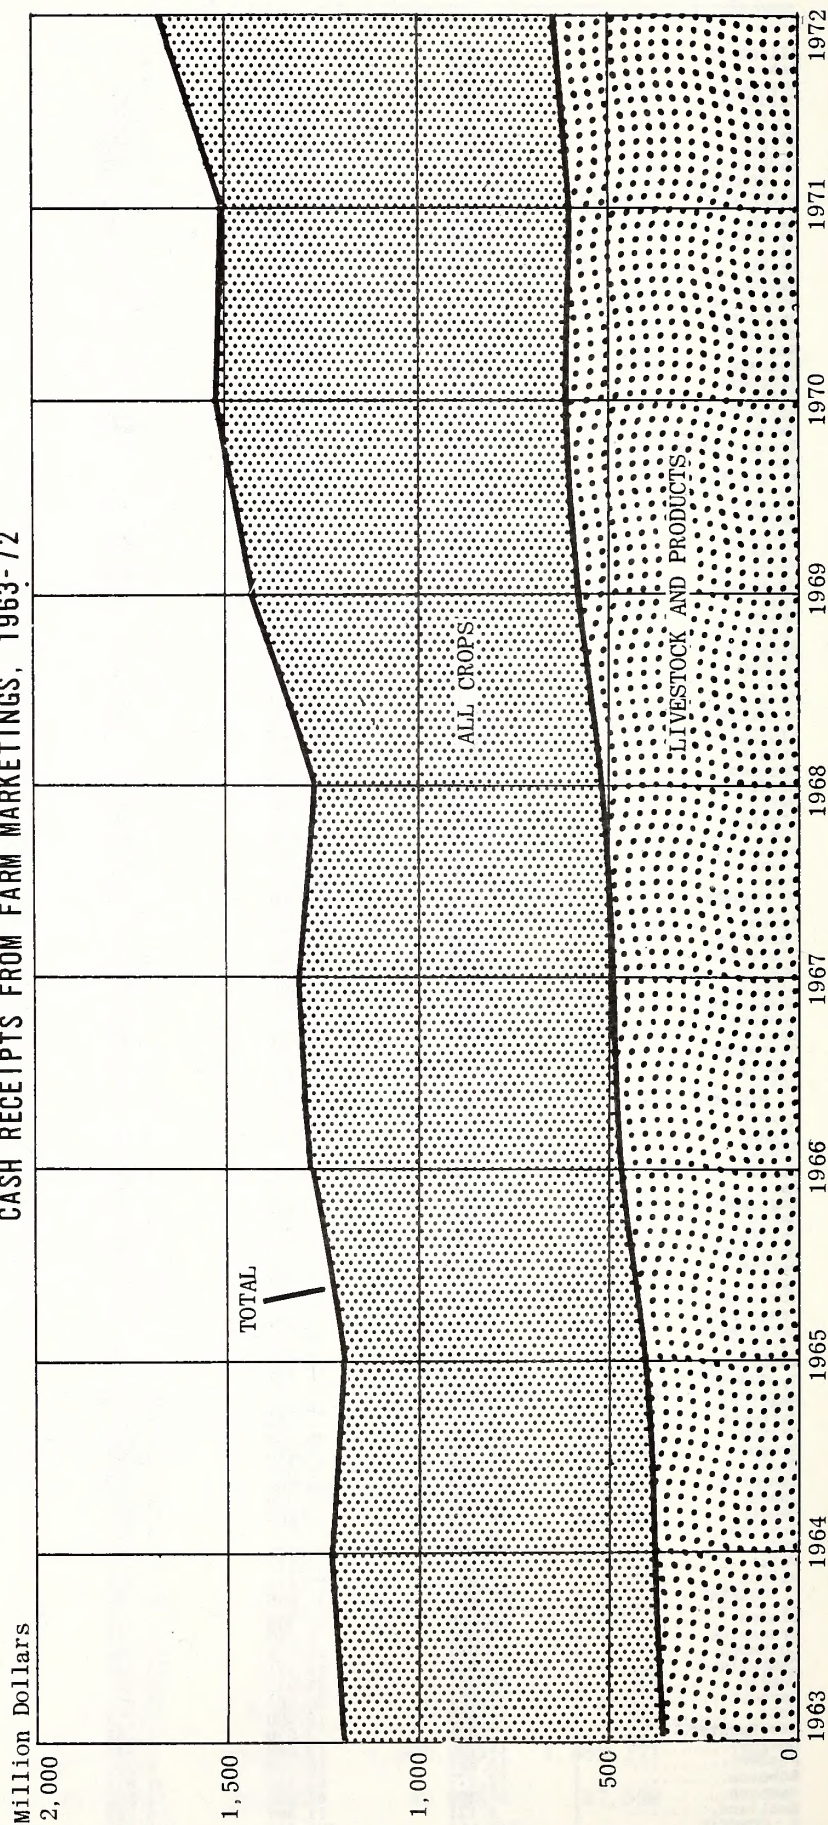 CASH RECEIPTS FROM FARM MARKETINGS, 1963-72
Million Dollars
2,000
1,500
1,000
500
0
TOTAL
ALL CROPS
LIVESTOCK AND PRODUCTS
1963 1964 1965 1966 1967 1968 1969 1970 1971 1972